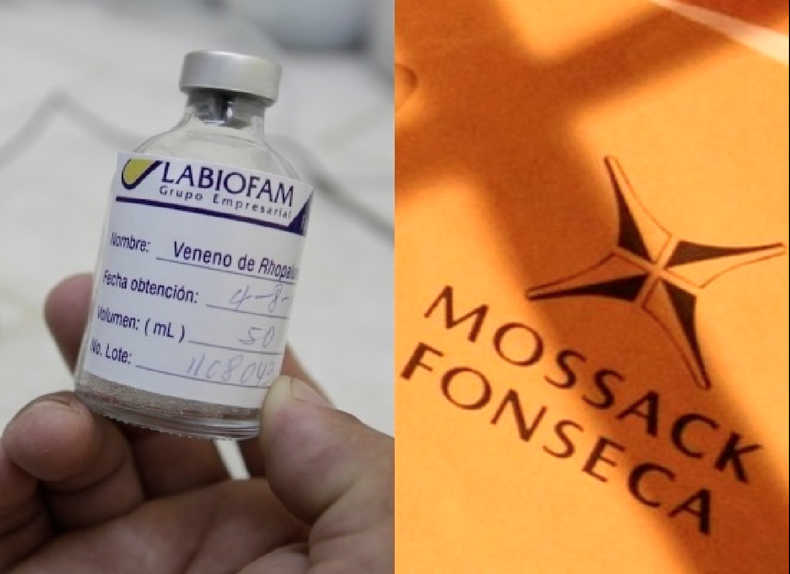 LABIOFAM
Grupo Empresarial
Nombre: Veneno de
Fecha obtención: 4-8-
Volumen: (mL) 50
No. Lote:
MOSSACK
FONSECA